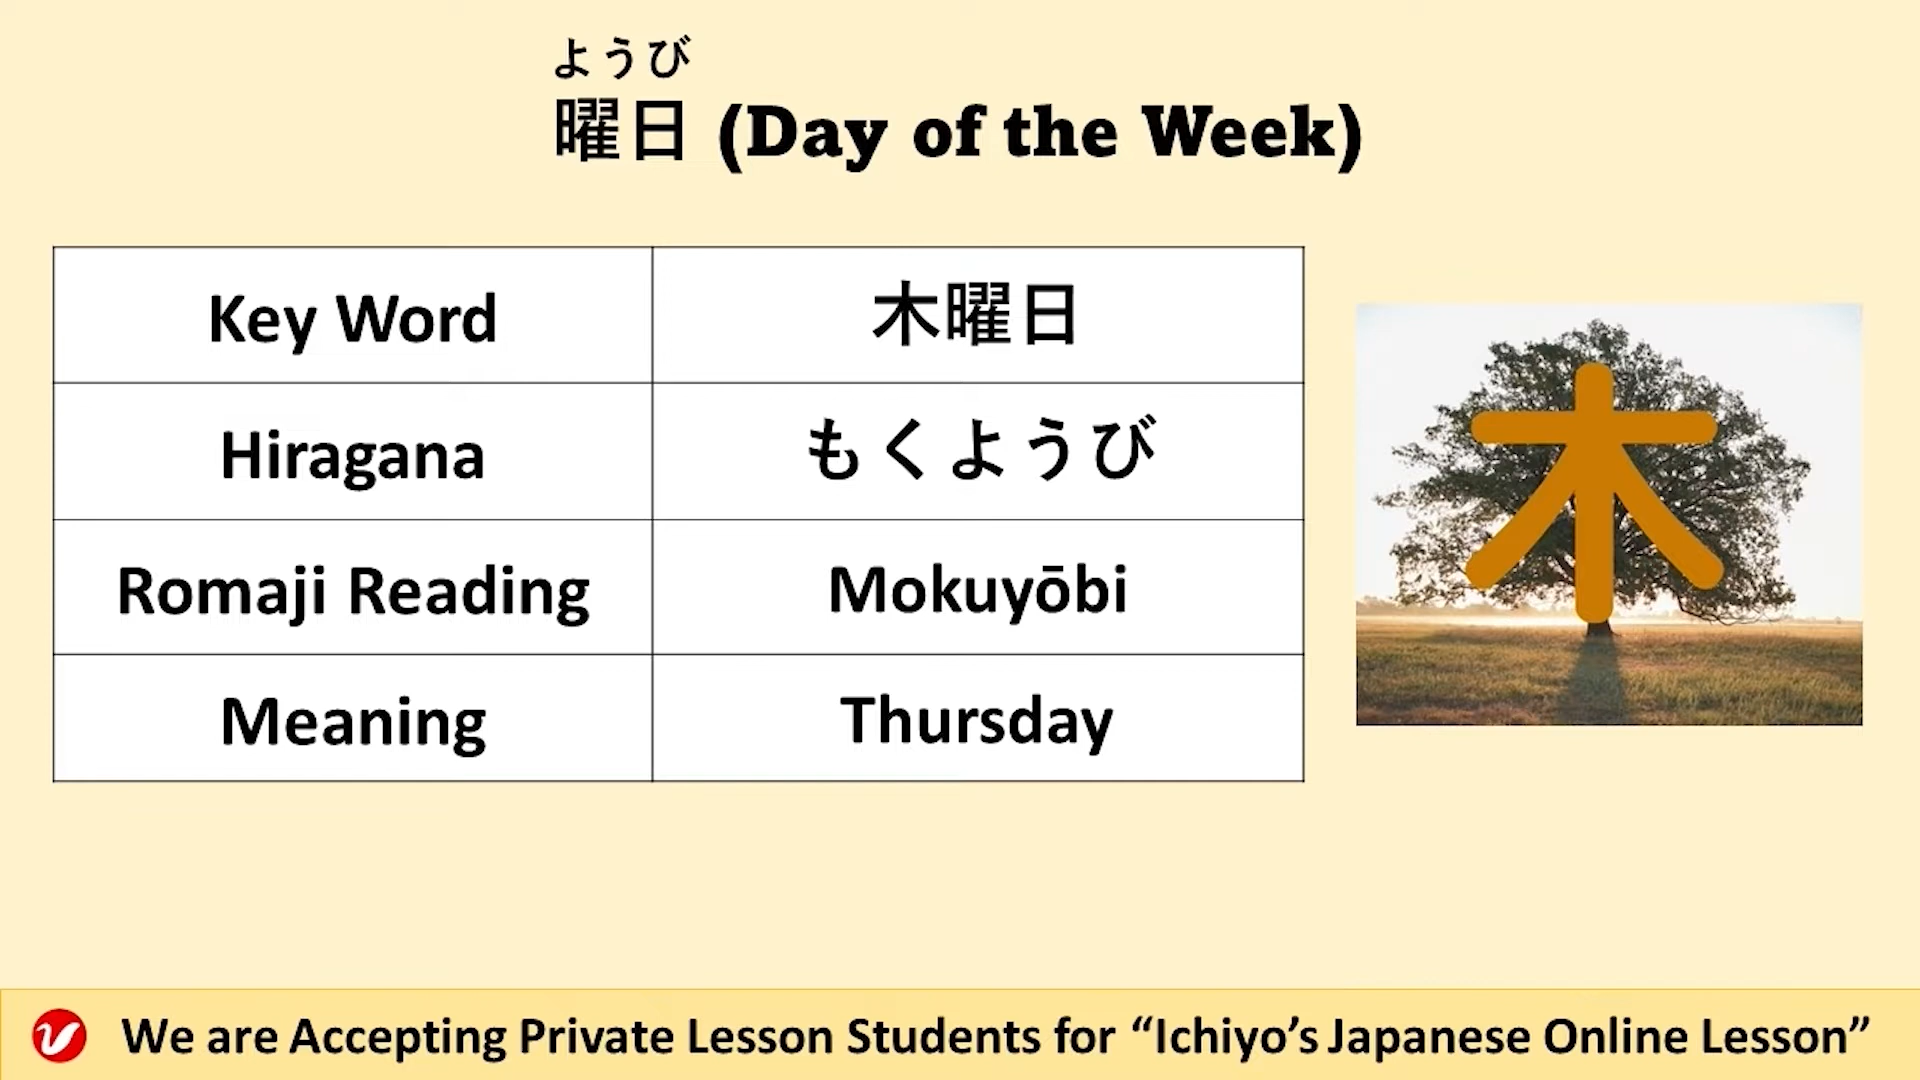 ようび
曜日 (Day of the Week)
Key Word 木曜日
Hiragana もくようび
Romaji Reading Mokuyōbi
Meaning Thursday
木
We are Accepting Private Lesson Students for “Ichiyo’s Japanese Online Lesson”